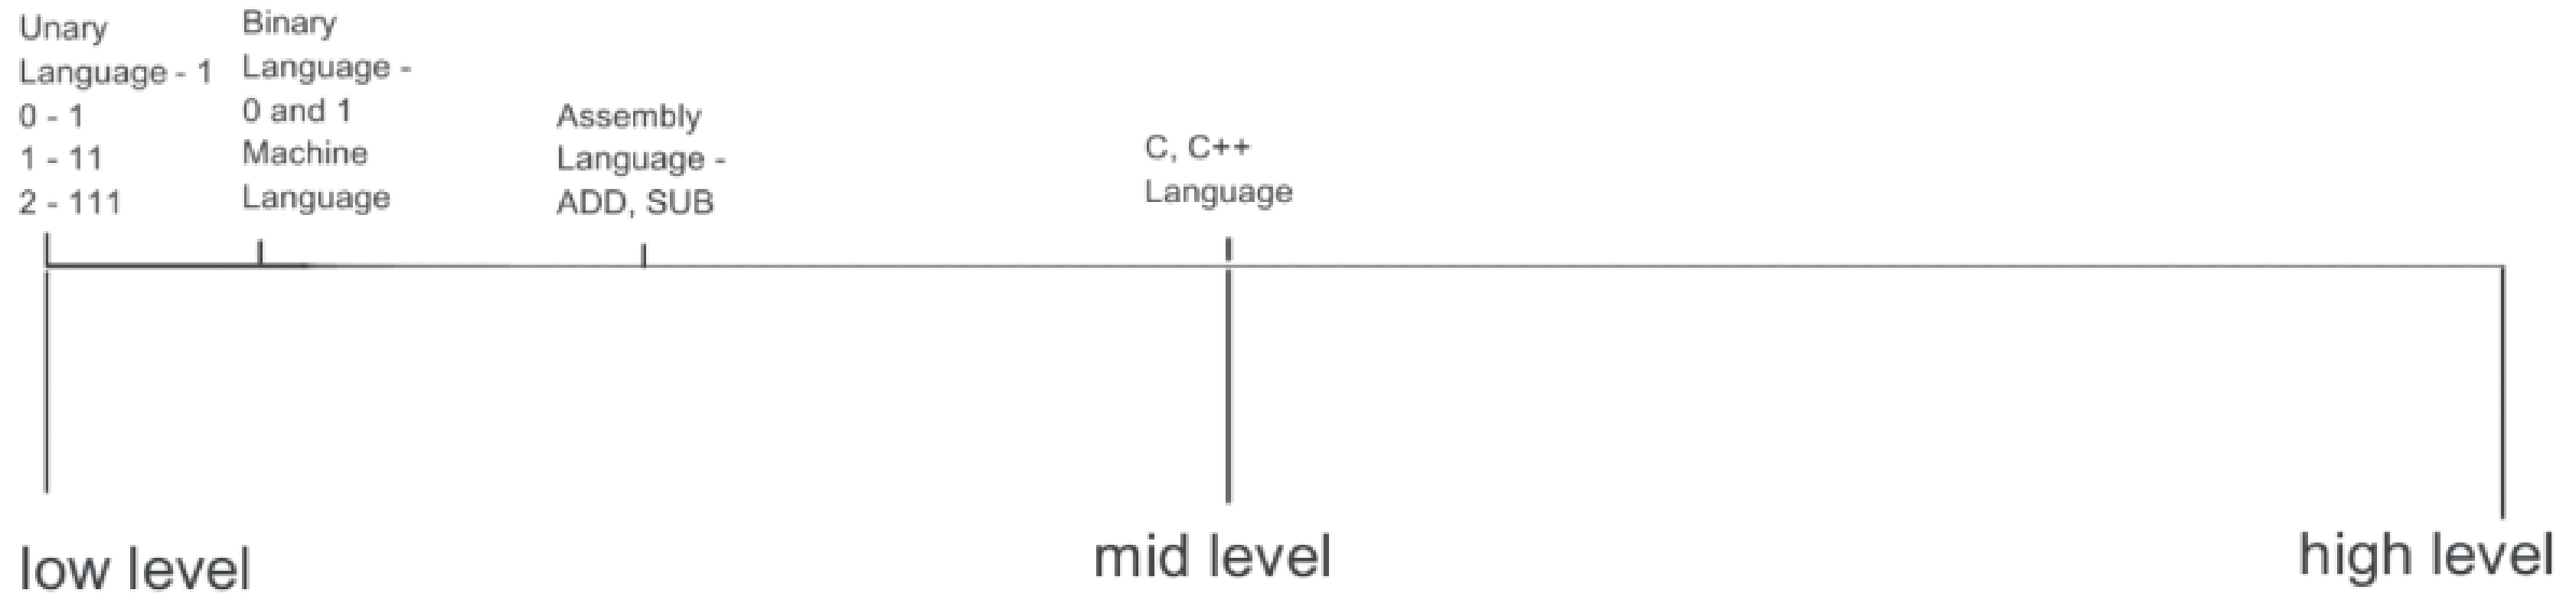 Unary
Language - 1
0 - 1
1 - 11
2 - 111
Binary
Language -
0 and 1
Machine
Language
Assembly
Language -
ADD, SUB
C, C++
Language
low level
mid level
high level